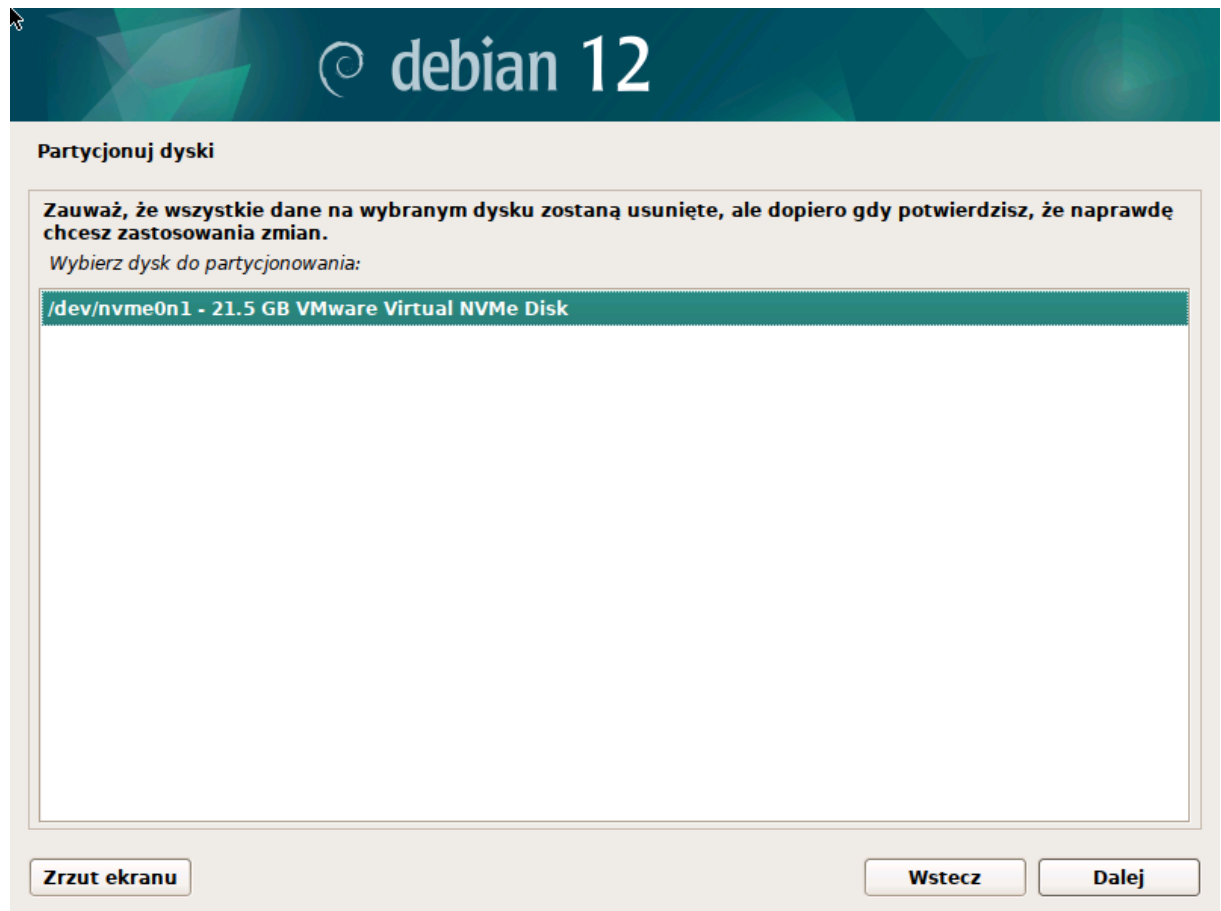 debian 12
Partycjonuj dyski
Zauważ, że wszystkie dane na wybranym dysku zostaną usunięte, ale dopiero gdy potwierdzisz, że naprawdę
chcesz zastosowania zmian.
Wybierz dysk do partycjonowania:
/dev/nvme0n1 - 21.5 GB VMware Virtual NVMe Disk
Zrzut ekranu
Wstecz
Dalej